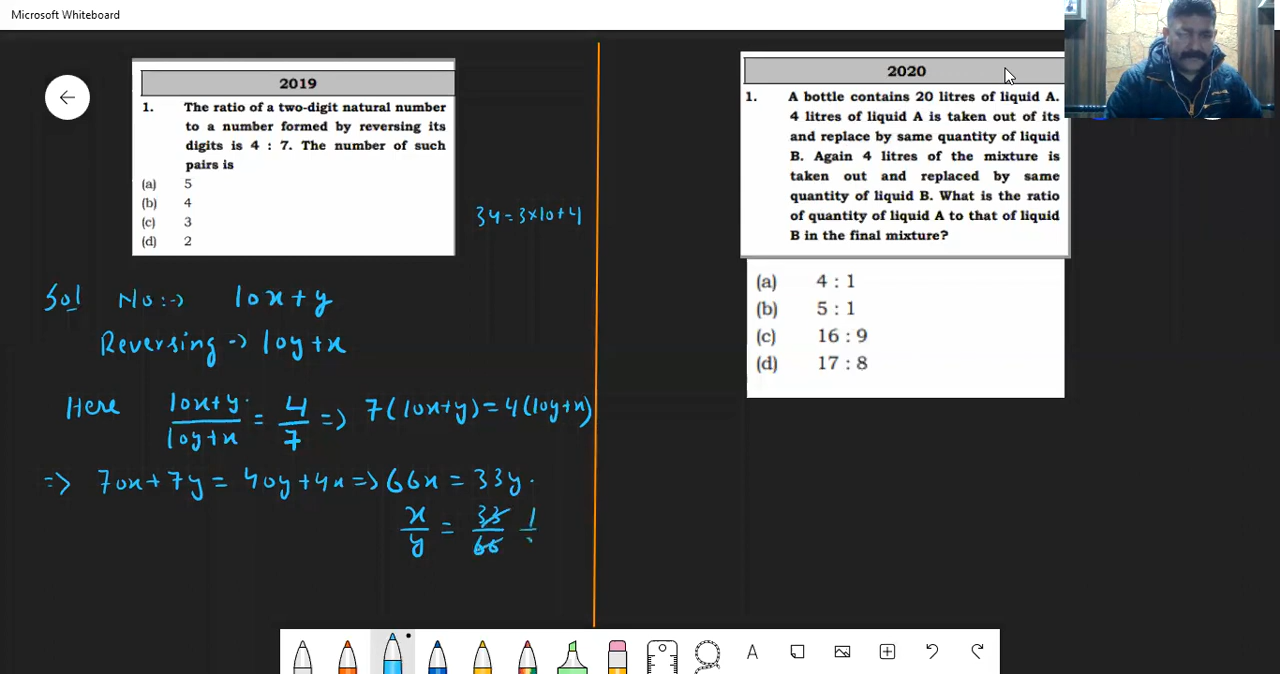 Microsoft Whiteboard
2019
1. The ratio of a two-digit natural number
to a number formed by reversing its
digits is 4 : 7. The number of such
pairs is
(a) 5
(b) 4
(c) 3
(d) 2
34 = 3×10+4
Sol No :→ 10x+y
Reversing → 10y+x
Here 10x+y. / 10y+x = 4/7 ⇒ 7(10x+y) = 4(10y+x)
⇒ 70x+7y = 40y+4x ⇒ 66x = 33y.
x/y = 33/66 1/
2020
1. A bottle contains 20 litres of liquid A.
4 litres of liquid A is taken out of its
and replace by same quantity of liquid
B. Again 4 litres of the mixture is
taken out and replaced by same
quantity of liquid B. What is the ratio
of quantity of liquid A to that of liquid
B in the final mixture?
(a) 4 : 1
(b) 5 : 1
(c) 16 : 9
(d) 17 : 8
A